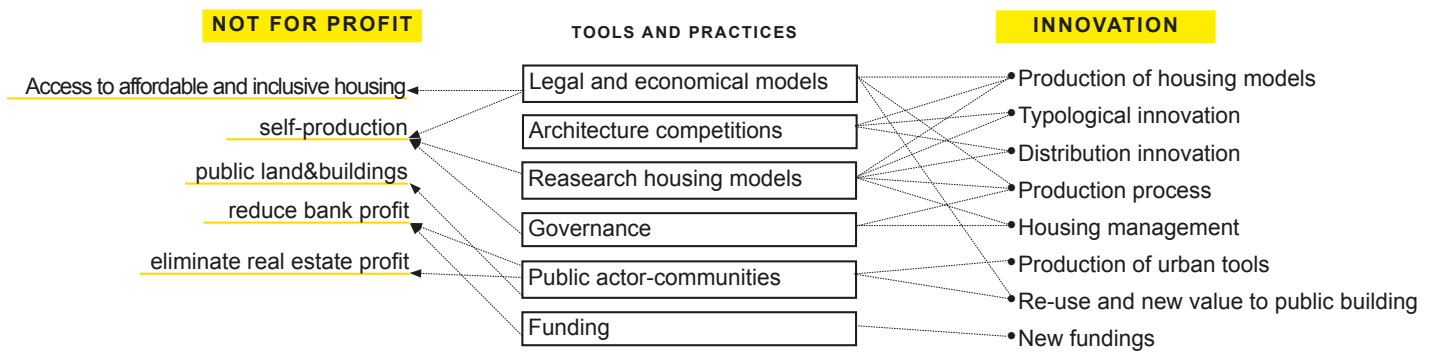 NOT FOR PROFIT
Access to affordable and inclusive housing
self-production
public land&buildings
reduce bank profit
eliminate real estate profit
TOOLS AND PRACTICES
Legal and economical models
Architecture competitions
Reasearch housing models
Governance
Public actor-communities
Funding
INNOVATION
Production of housing models
Typological innovation
Distribution innovation
Production process
Housing management
Production of urban tools
Re-use and new value to public building
New fundings